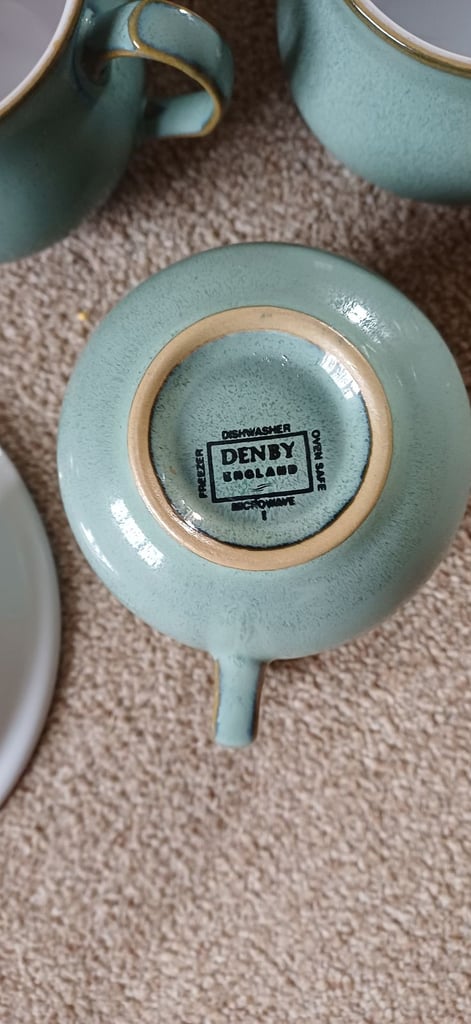 DISHWASHER
FREEZER
DENBY
ENGLAND
OVEN SAFE
MICROWAVE